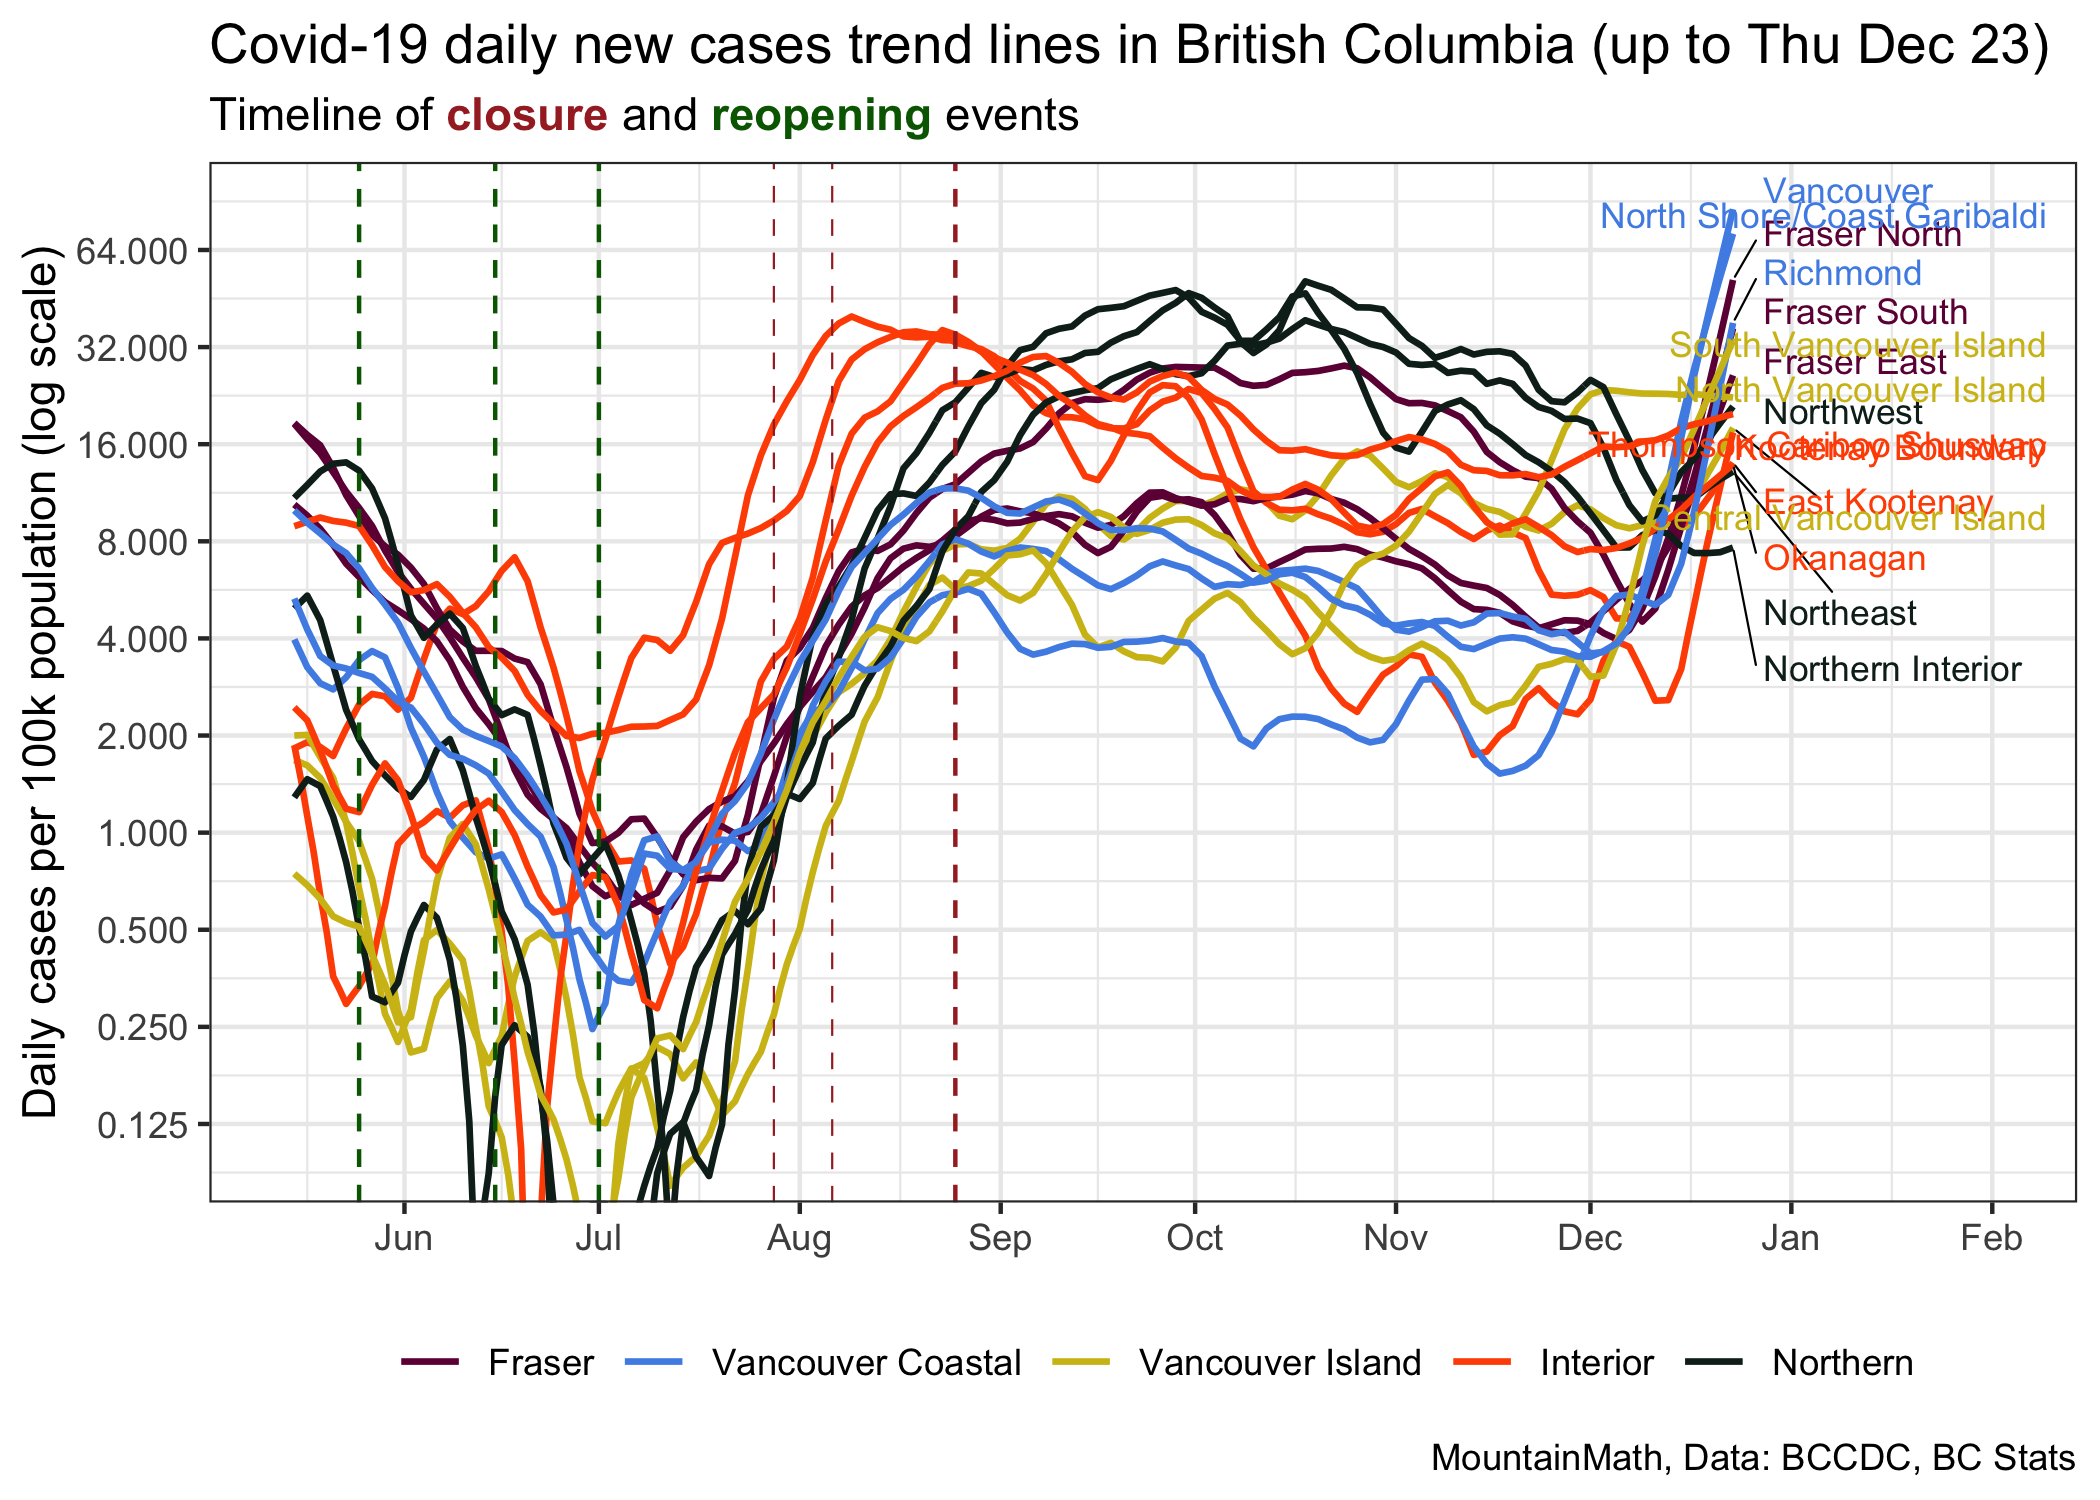 Covid-19 daily new cases trend lines in British Columbia (up to Thu Dec 23)
Timeline of closure and reopening events
Daily cases per 100k population (log scale)
64.000
32.000
16.000
8.000
4.000
2.000
1.000
0.500
0.250
0.125
Vancouver
North Shore/Coast Garibaldi
Fraser North
Richmond
Fraser South
South Vancouver Island
Fraser East
North Vancouver Island
Northwest
Thompson Cariboo Shuswap
Kootenay Boundary
East Kootenay
Central Vancouver Island
Okanagan
Northeast
Northern Interior
Jun
Jul
Aug
Sep
Oct
Nov
Dec
Jan
Feb
Fraser
Vancouver Coastal
Vancouver Island
Interior
Northern
MountainMath, Data: BCCDC, BC Stats